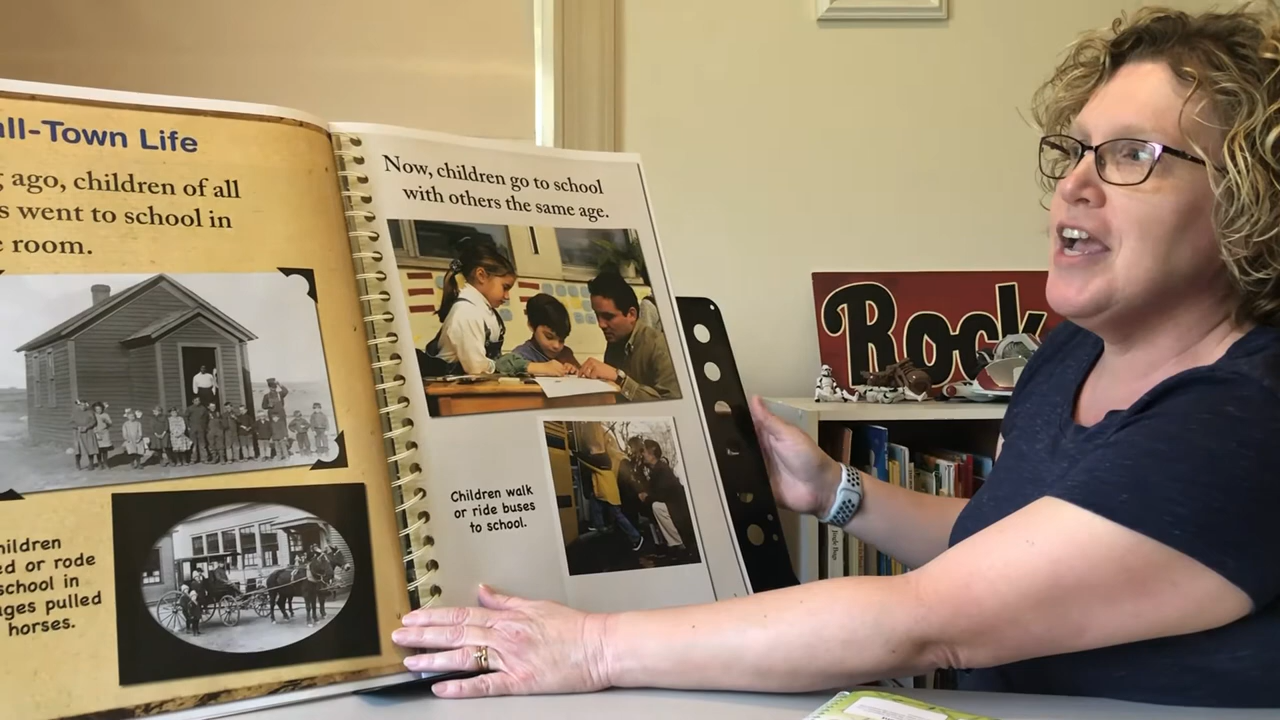 all-Town Life
g ago, children of all
s went to school in
e room.
hildren
ed or rode
school in
ages pulled
horses.
Now, children go to school
with others the same age.
Children walk
or ride buses
to school.
Rock
Jingle Bugs